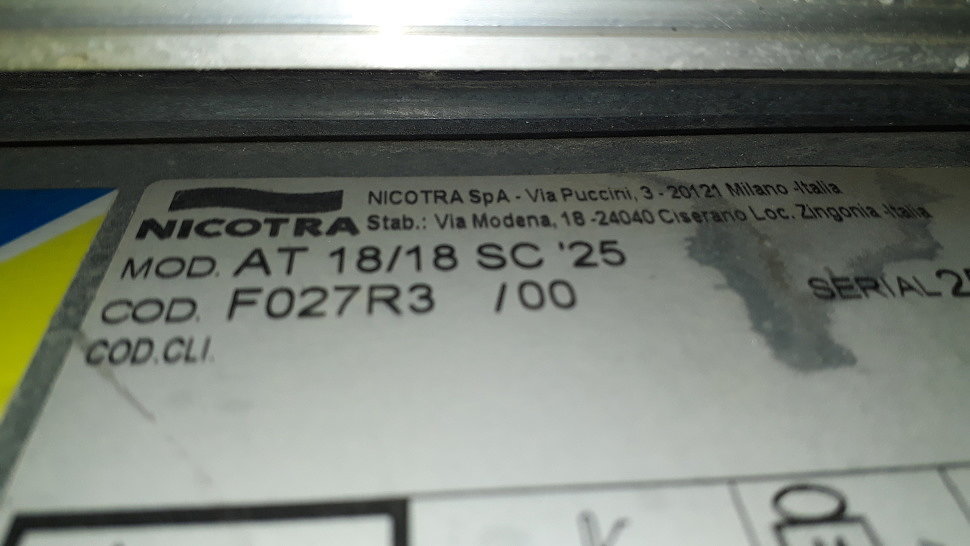 NICOTRA SpA - Via Puccini, 3 - 20121 Milano -Italia
NICOTRA Stab.: Via Modena, 18 -24040 Ciserano Loc. Zingonia -Italia
MOD. AT 18/18 SC '25
COD. F027R3 /00
SERIAL
COD.CLI.